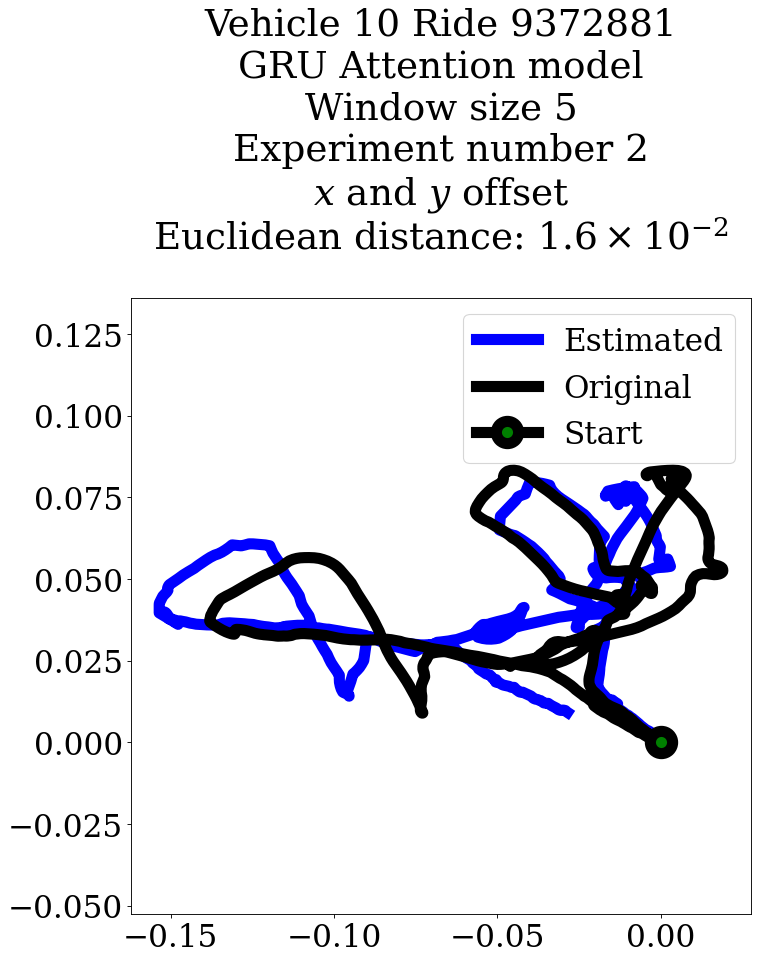 Vehicle 10 Ride 9372881
GRU Attention model
Window size 5
Experiment number 2
x and y offset
Euclidean distance: 1.6 × 10⁻²
Estimated
Original
Start
0.125
0.100
0.075
0.050
0.025
0.000
−0.025
−0.050
−0.15 −0.10 −0.05 0.00